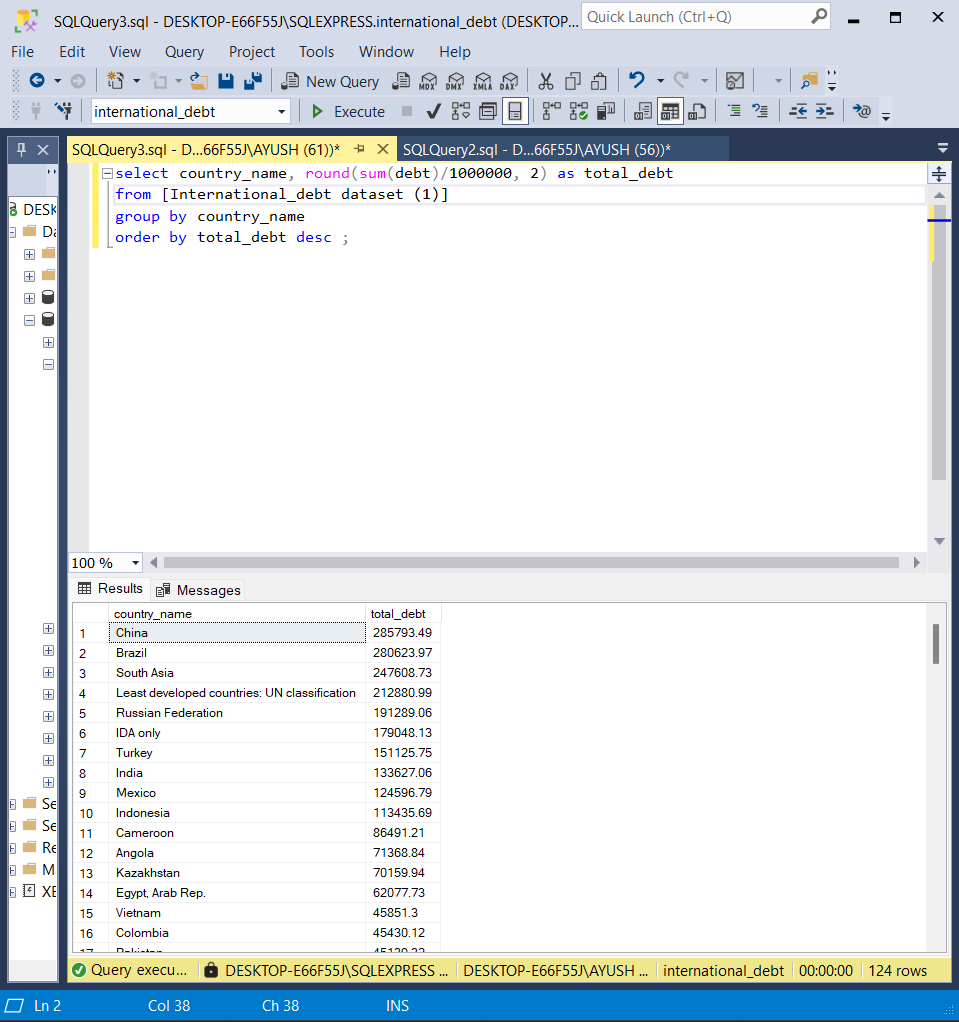 SQLQuery3.sql - DESKTOP-E66F55J\SQLEXPRESS.international_debt (DESKTOP...
Quick Launch (Ctrl+Q)
File Edit View Query Project Tools Window Help
New Query MDX DMX XMLA DAX
international_debt Execute
SQLQuery3.sql - D...66F55J\AYUSH (61))* SQLQuery2.sql - D...66F55J\AYUSH (56))*
select country_name, round(sum(debt)/1000000, 2) as total_debt
from [International_debt dataset (1)]
group by country_name
order by total_debt desc ;
DESK
Da
Se
Se
Re
M
XE
100 %
Results Messages
country_name total_debt
1 China 285793.49
2 Brazil 280623.97
3 South Asia 247608.73
4 Least developed countries: UN classification 212880.99
5 Russian Federation 191289.06
6 IDA only 179048.13
7 Turkey 151125.75
8 India 133627.06
9 Mexico 124596.79
10 Indonesia 113435.69
11 Cameroon 86491.21
12 Angola 71368.84
13 Kazakhstan 70159.94
14 Egypt, Arab Rep. 62077.73
15 Vietnam 45851.3
16 Colombia 45430.12
17 Pakistan
Query execu... DESKTOP-E66F55J\SQLEXPRESS ... DESKTOP-E66F55J\AYUSH ... international_debt 00:00:00 124 rows
Ln 2 Col 38 Ch 38 INS